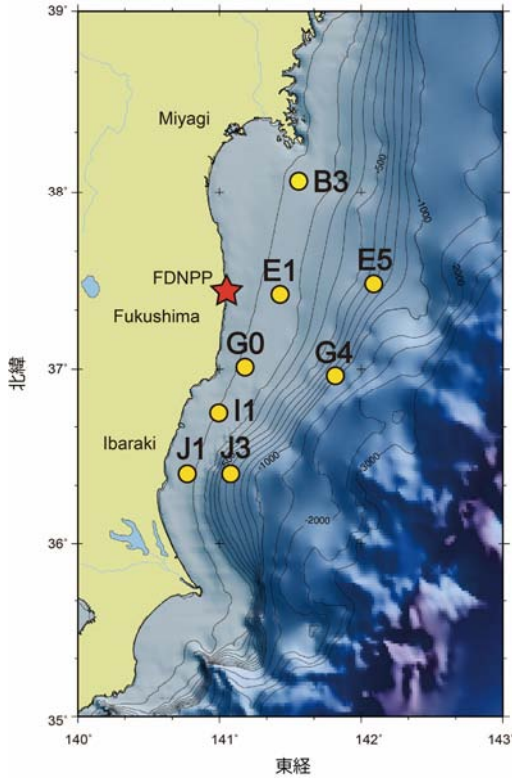 39°
Miyagi
38°
B3
-500
-1000
-2000
E5
E1
FDNPP
Fukushima
北緯
37°
G0
G4
I1
Ibaraki
J1
J3
-1000
-3000
-2000
36°
35°
140°
141°
142°
143°
東経